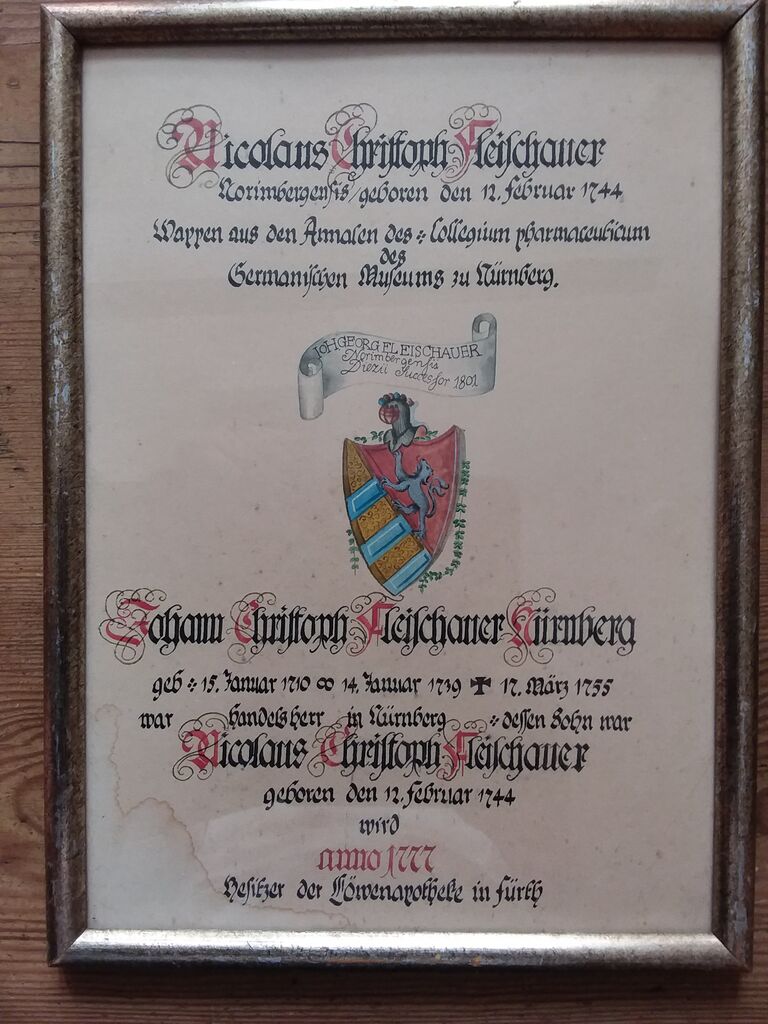 Nicolaus Christoph Fleischauer
Norimbergensis/geboren den 12. Februar 1744
Wappen aus den Annalen des : Collegium pharmaceuticum
des
Germanischen Museums zu Nürnberg.
IOHGEORG FLEISCHAUER
Norimbergensis
Diezii Successor 1801
Johann Christoph Fleischauer Nürnberg
geb : 15. Januar 1710 ∞ 14. Januar 1739 ✠ 17. März 1755
war Handelsherr in Nürnberg : dessen Sohn war
Nicolaus Christoph Fleischauer
geboren den 12. Februar 1744
wird
anno 1777
Besitzer der Löwenapotheke in Fürth